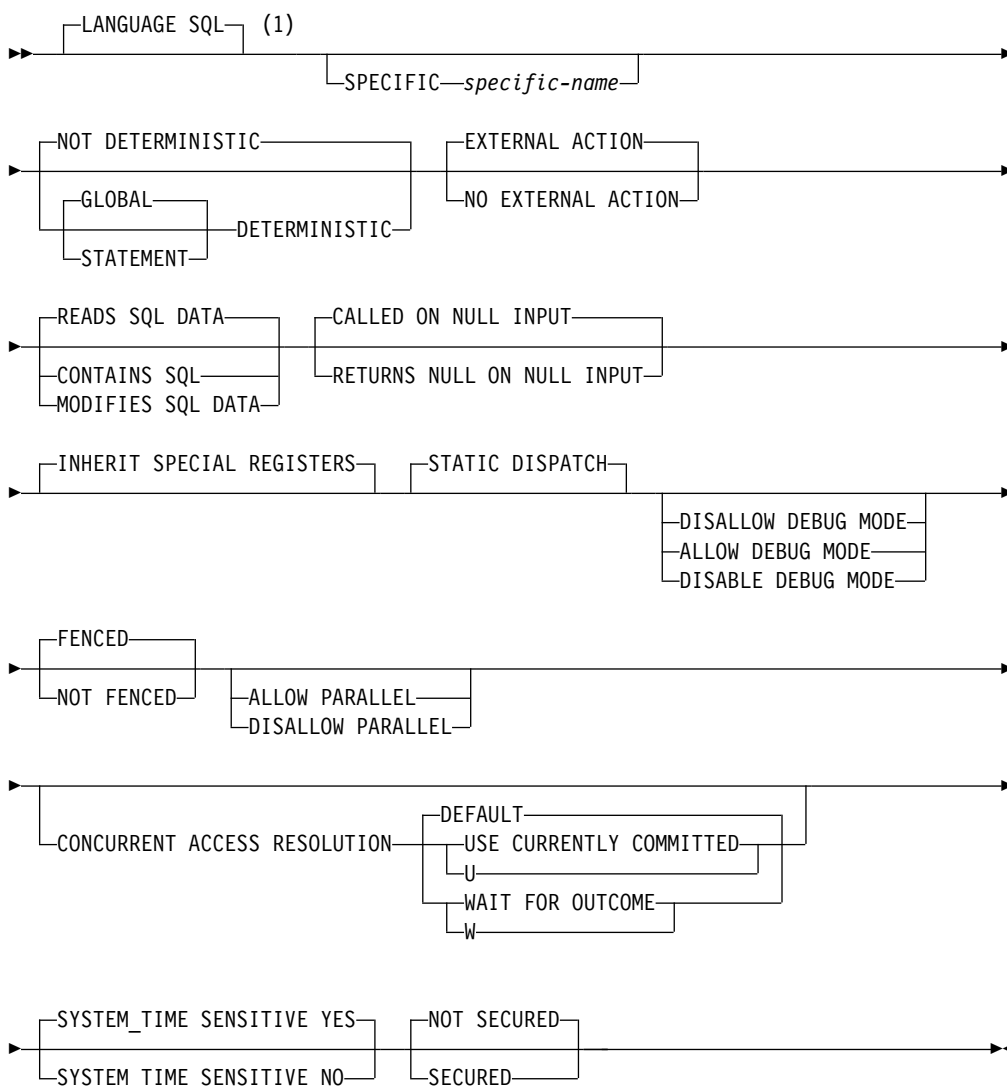 LANGUAGE SQL (1)
SPECIFIC specific-name
NOT DETERMINISTIC EXTERNAL ACTION
GLOBAL NO EXTERNAL ACTION
DETERMINISTIC
STATEMENT
READS SQL DATA CALLED ON NULL INPUT
CONTAINS SQL RETURNS NULL ON NULL INPUT
MODIFIES SQL DATA
INHERIT SPECIAL REGISTERS STATIC DISPATCH
DISALLOW DEBUG MODE
ALLOW DEBUG MODE
DISABLE DEBUG MODE
FENCED
NOT FENCED ALLOW PARALLEL
DISALLOW PARALLEL
DEFAULT
CONCURRENT ACCESS RESOLUTION USE CURRENTLY COMMITTED
U
WAIT FOR OUTCOME
W
SYSTEM_TIME SENSITIVE YES NOT SECURED
SYSTEM TIME SENSITIVE NO SECURED